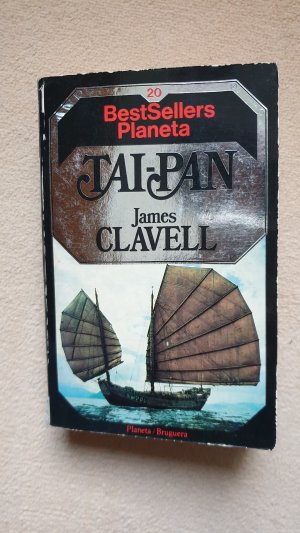 20
BestSellers
Planeta
TAI-PAN
James
CLAVELL
Planeta / Bruguera